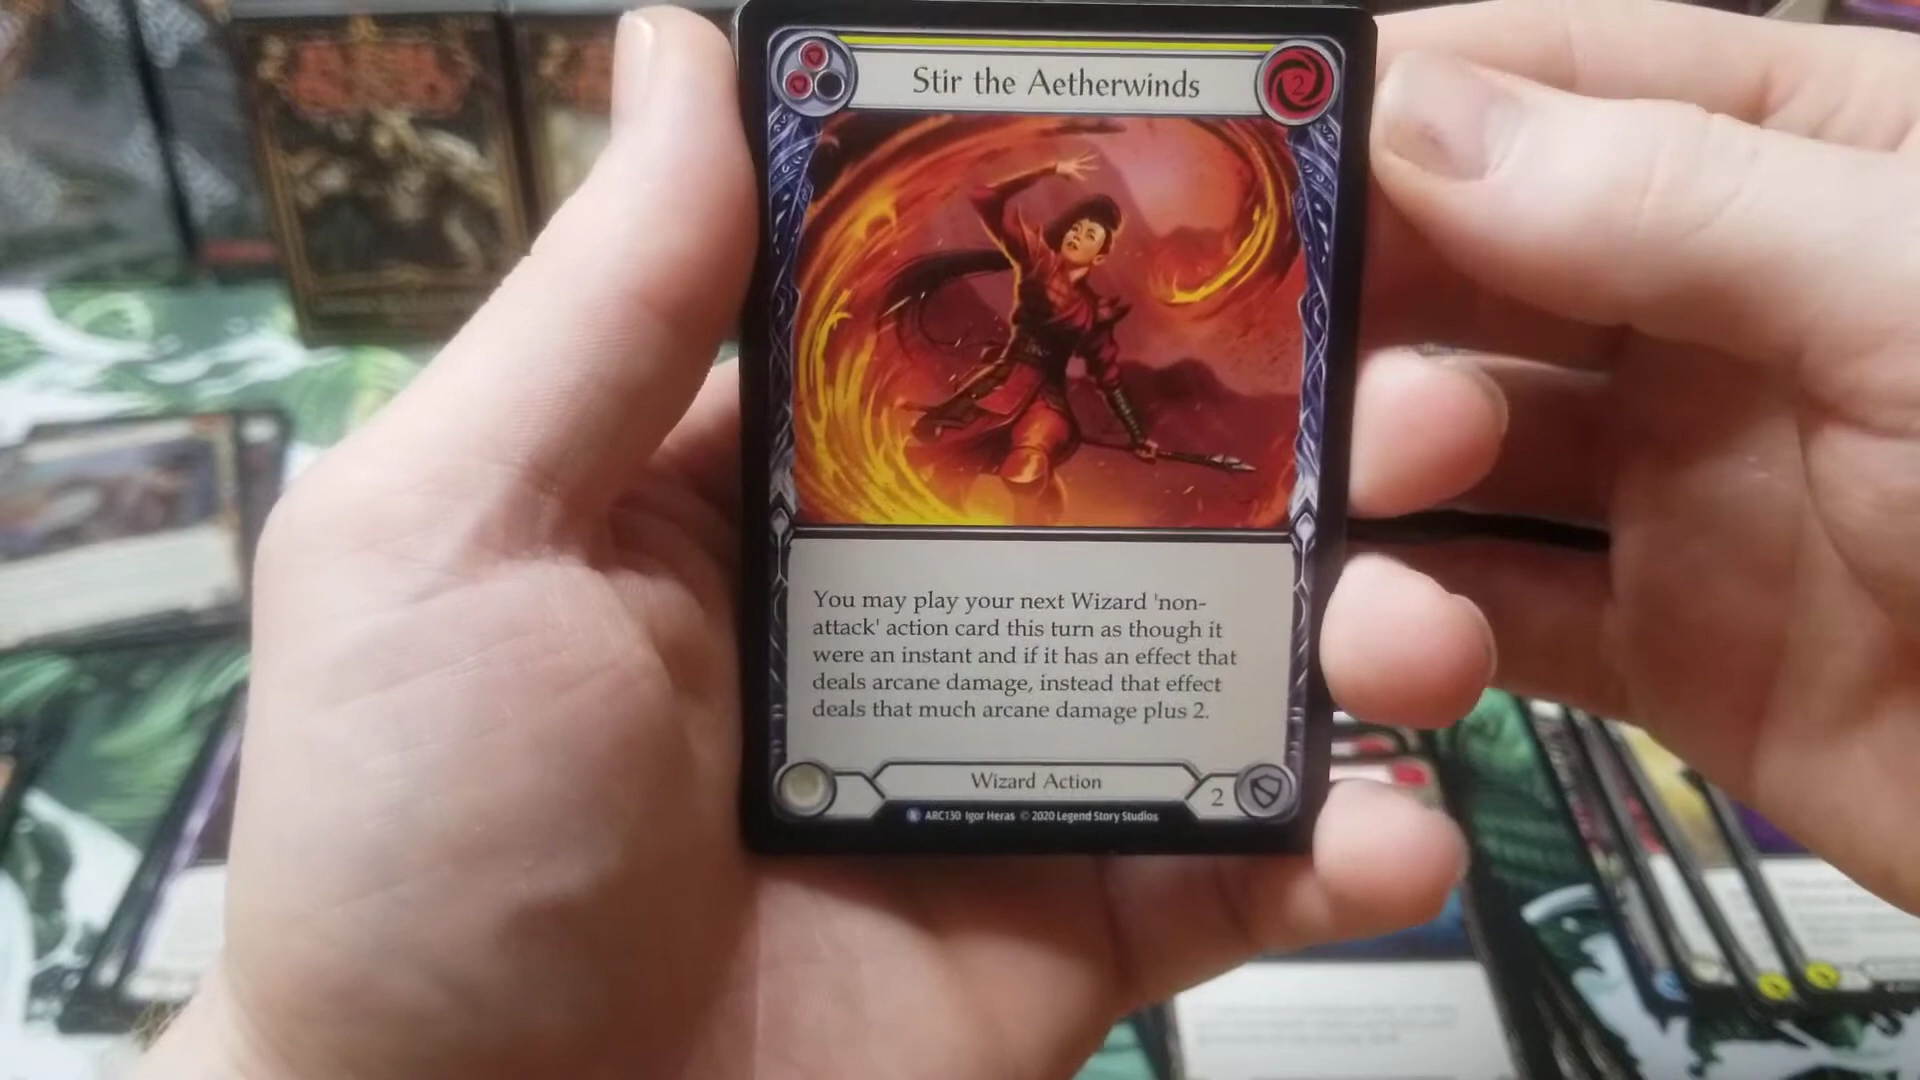 Stir the Aetherwinds
2
You may play your next Wizard 'non-
attack' action card this turn as though it
were an instant and if it has an effect that
deals arcane damage, instead that effect
deals that much arcane damage plus 2.
Wizard Action
2
R ARC130 Igor Heras © 2020 Legend Story Studios